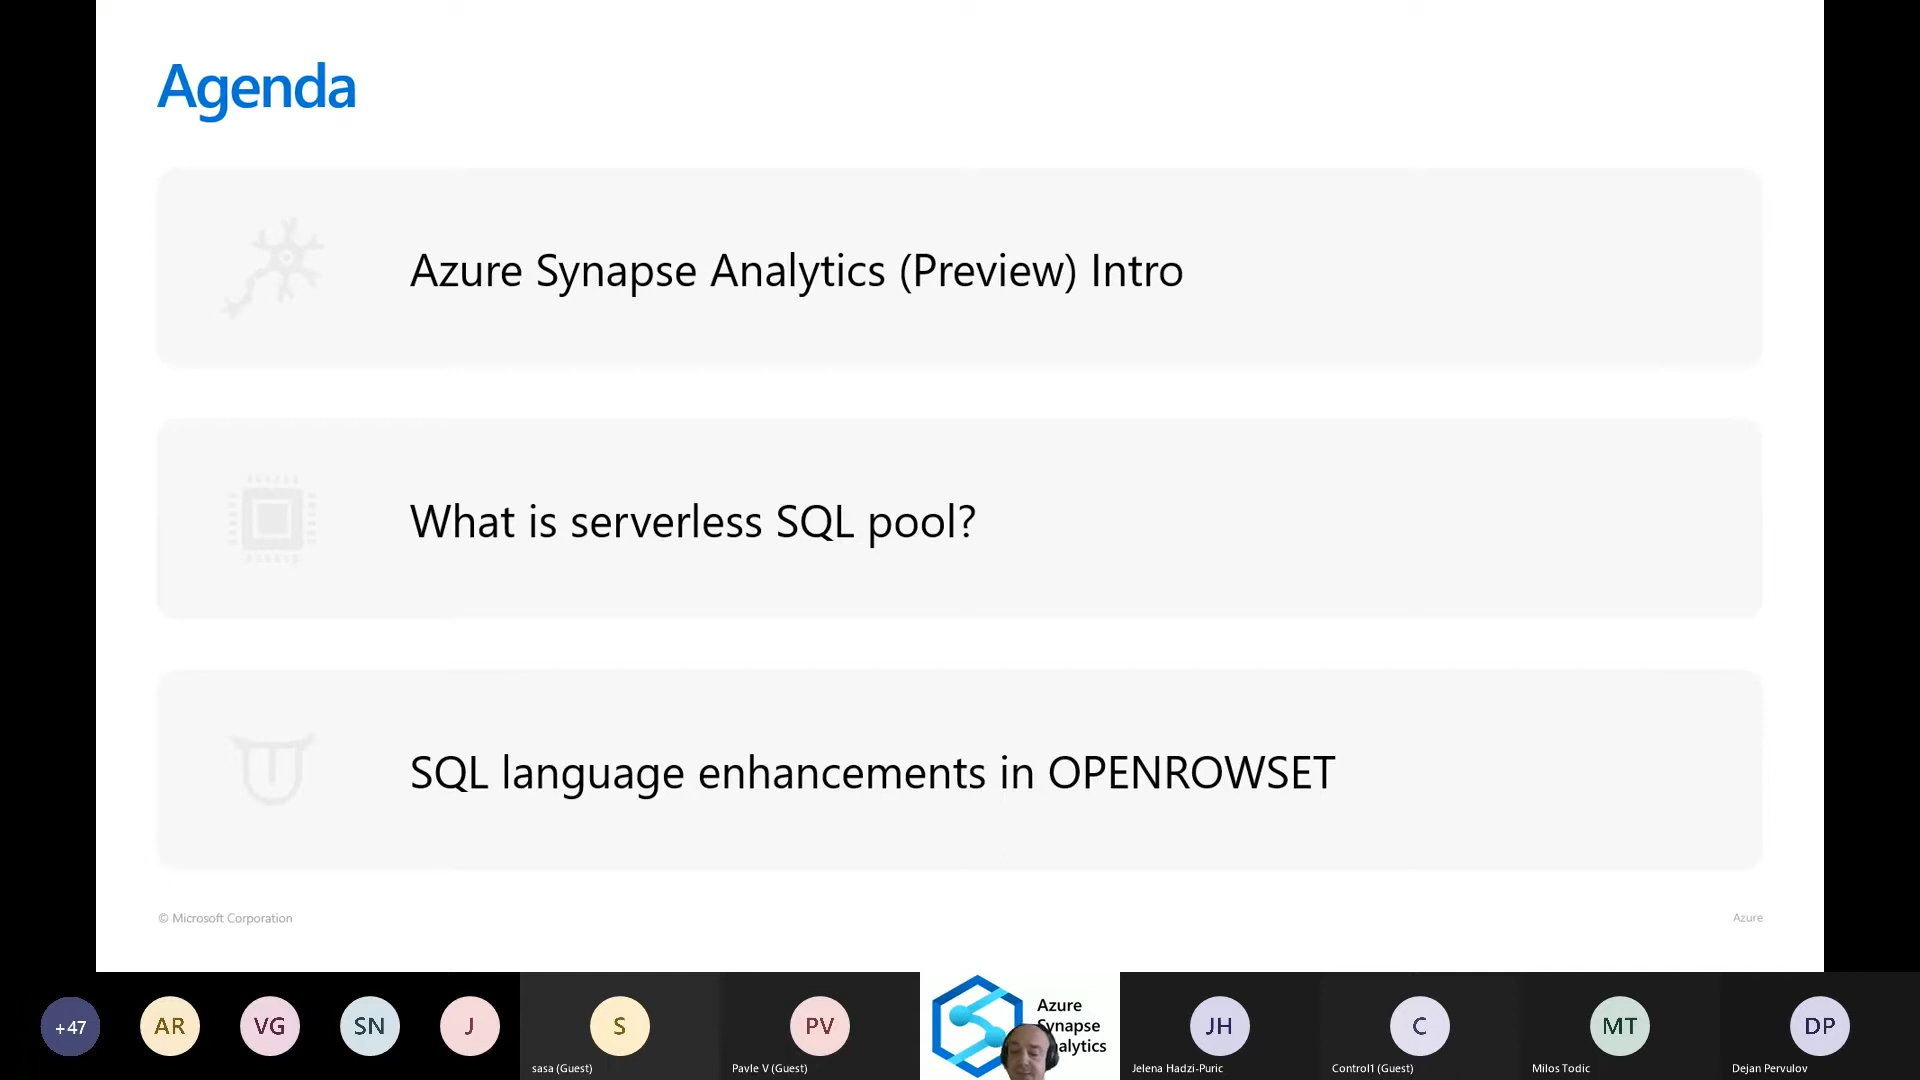 Agenda
Azure Synapse Analytics (Preview) Intro
What is serverless SQL pool?
SQL language enhancements in OPENROWSET
© Microsoft Corporation
Azure
+47
AR
VG
SN
J
S
sasa (Guest)
PV
Pavle V (Guest)
Azure
Synapse
alytics
JH
Jelena Hadzi-Puric
C
Control1 (Guest)
MT
Milos Todic
DP
Dejan Pervulov